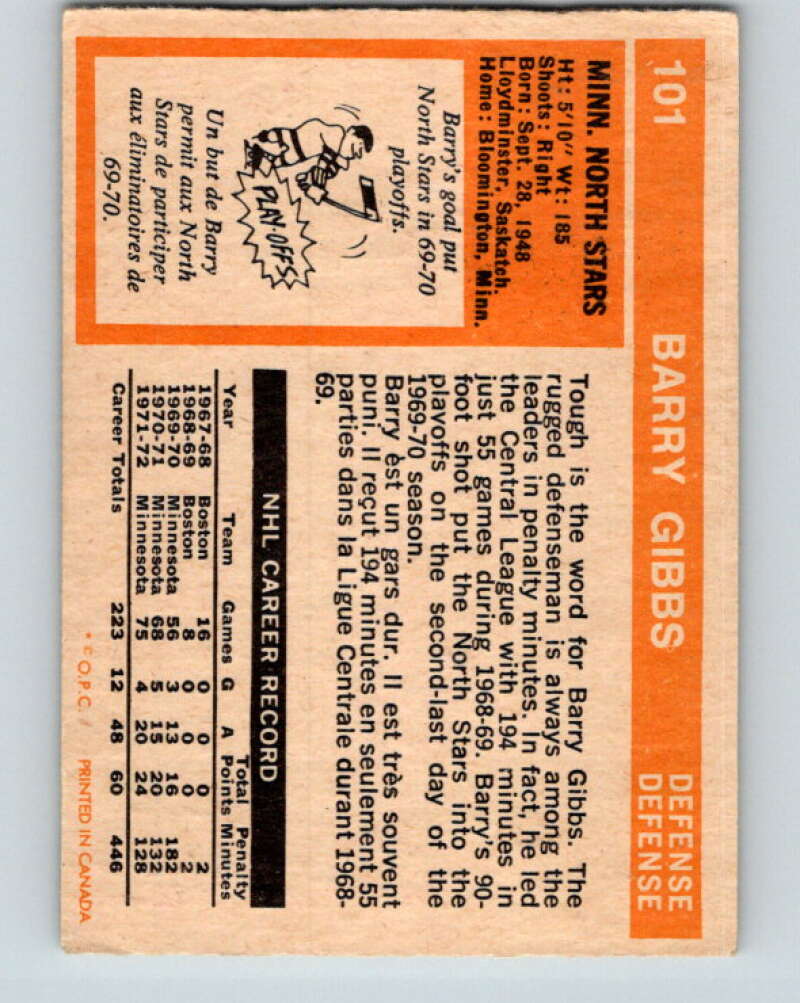 101
BARRY GIBBS
DEFENSE
DEFENSE
MINN. NORTH STARS
Ht: 5'10" Wt: 185
Shoots: Right
Born: Sept. 28, 1948
Lloydminster, Saskatch.
Home: Bloomington, Minn.
Barry's goal put
North Stars in 69-70
playoffs.
PLAY-OFFS
Un but de Barry
permit aux North
Stars de participer
aux éliminatoires de
69-70.
Tough is the word for Barry Gibbs. The
rugged defenseman is always among the
leaders in penalty minutes. In fact, he led
the Central League with 194 minutes in
just 55 games during 1968-69. Barry's 90-
foot shot put the North Stars into the
playoffs on the second-last day of the
1969-70 season.
Barry èst un gars dur. Il est très souvent
puni. Il reçut 194 minutes en seulement 55
parties dans la Ligue Centrale durant 1968-
69.
NHL CAREER RECORD
Total Penalty
Year Team Games G A Points Minutes
1967-68 Boston 16 0 0 0 2
1968-69 Boston 8 0 0 0 2
1969-70 Minnesota 56 3 13 16 182
1970-71 Minnesota 68 5 15 20 132
1971-72 Minnesota 75 4 20 24 128
Career Totals 223 12 48 60 446
* © O.P.C. / PRINTED IN CANADA